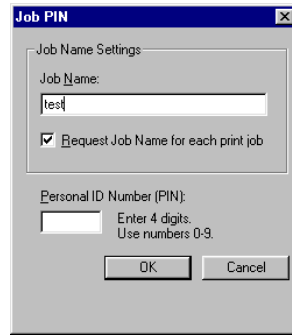 Job PIN
Job Name Settings
Job Name:
test
Request Job Name for each print job
Personal ID Number (PIN):
Enter 4 digits.
Use numbers 0-9.
OK Cancel